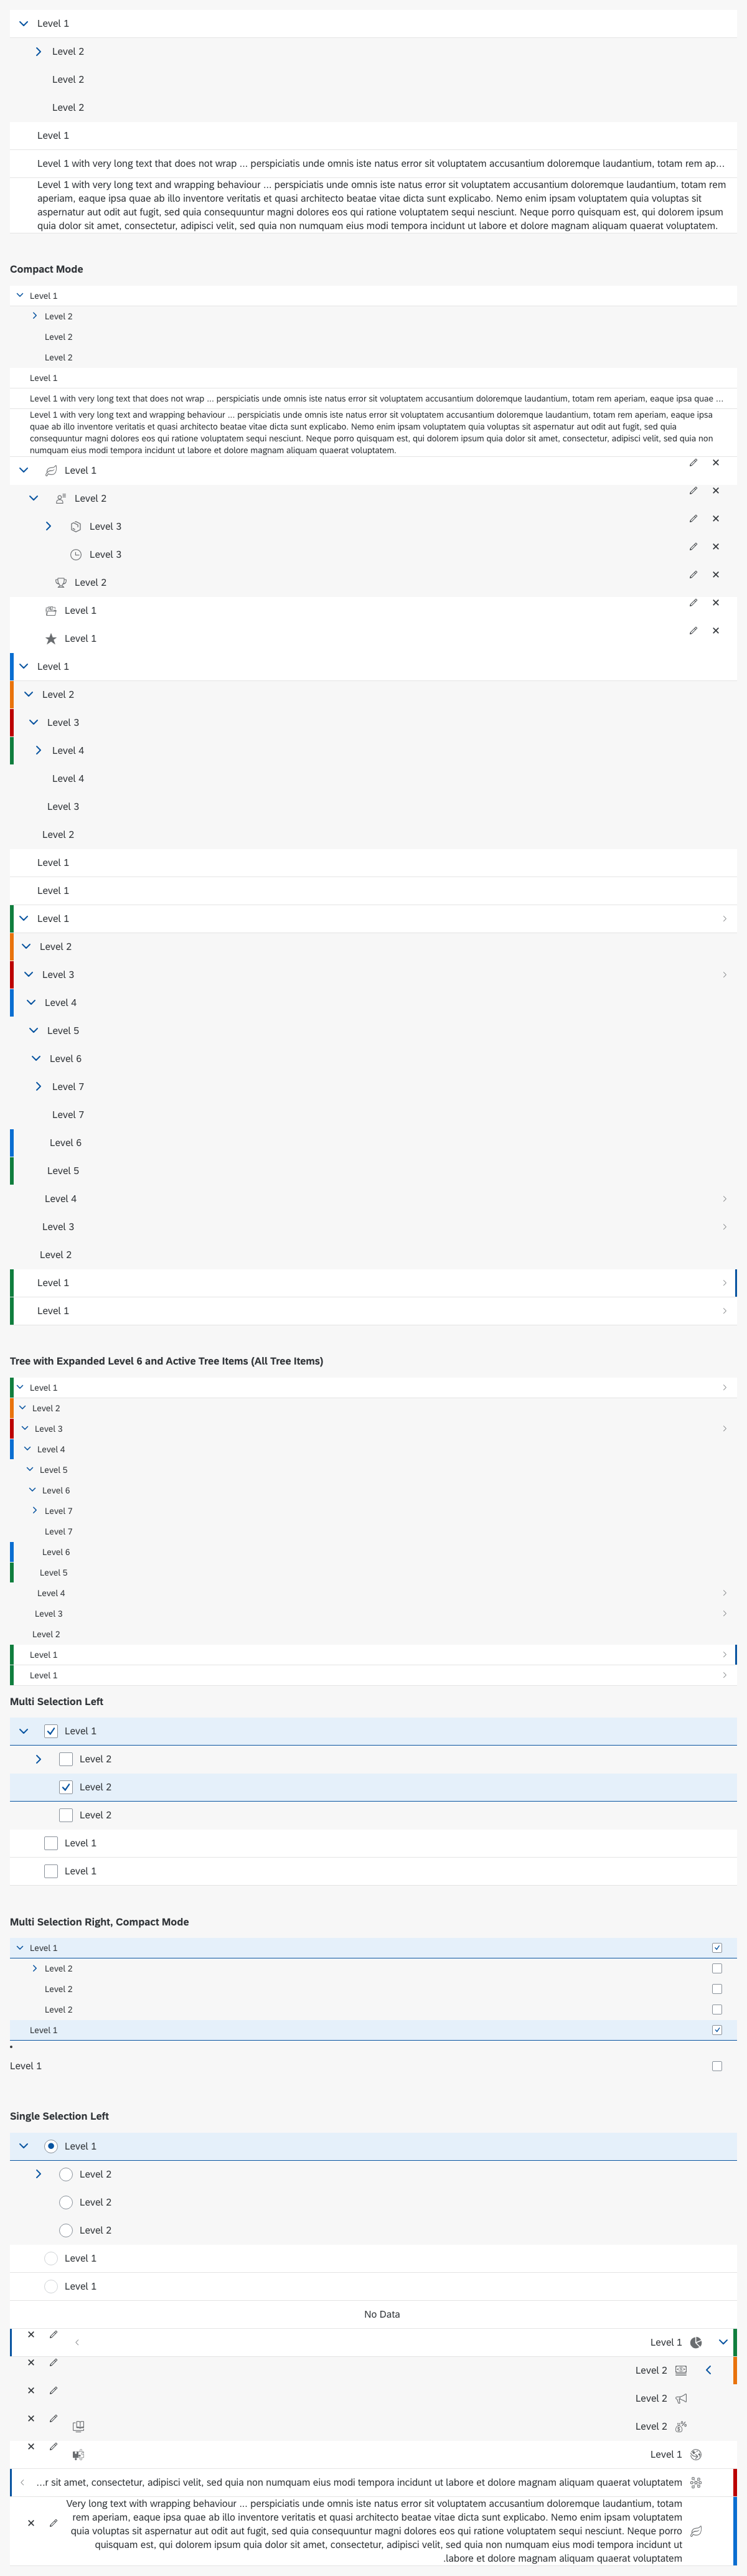 Level 1
Level 2
Level 2
Level 2
Level 1
Level 1 with very long text that does not wrap ... perspiciatis unde omnis iste natus error sit voluptatem accusantium doloremque laudantium, totam rem ap...
Level 1 with very long text and wrapping behaviour ... perspiciatis unde omnis iste natus error sit voluptatem accusantium doloremque laudantium, totam rem
aperiam, eaque ipsa quae ab illo inventore veritatis et quasi architecto beatae vitae dicta sunt explicabo. Nemo enim ipsam voluptatem quia voluptas sit
aspernatur aut odit aut fugit, sed quia consequuntur magni dolores eos qui ratione voluptatem sequi nesciunt. Neque porro quisquam est, qui dolorem ipsum
quia dolor sit amet, consectetur, adipisci velit, sed quia non numquam eius modi tempora incidunt ut labore et dolore magnam aliquam quaerat voluptatem.
Compact Mode
Level 1
Level 2
Level 2
Level 2
Level 1
Level 1 with very long text that does not wrap ... perspiciatis unde omnis iste natus error sit voluptatem accusantium doloremque laudantium, totam rem aperiam, eaque ipsa quae ...
Level 1 with very long text and wrapping behaviour ... perspiciatis unde omnis iste natus error sit voluptatem accusantium doloremque laudantium, totam rem aperiam, eaque ipsa
quae ab illo inventore veritatis et quasi architecto beatae vitae dicta sunt explicabo. Nemo enim ipsam voluptatem quia voluptas sit aspernatur aut odit aut fugit, sed quia
consequuntur magni dolores eos qui ratione voluptatem sequi nesciunt. Neque porro quisquam est, qui dolorem ipsum quia dolor sit amet, consectetur, adipisci velit, sed quia non
numquam eius modi tempora incidunt ut labore et dolore magnam aliquam quaerat voluptatem.
Level 1
Level 2
Level 3
Level 3
Level 2
Level 1
Level 1
Level 1
Level 2
Level 3
Level 4
Level 4
Level 3
Level 2
Level 1
Level 1
Level 1
Level 2
Level 3
Level 4
Level 5
Level 6
Level 7
Level 7
Level 6
Level 5
Level 4
Level 3
Level 2
Level 1
Level 1
Tree with Expanded Level 6 and Active Tree Items (All Tree Items)
Level 1
Level 2
Level 3
Level 4
Level 5
Level 6
Level 7
Level 7
Level 6
Level 5
Level 4
Level 3
Level 2
Level 1
Level 1
Multi Selection Left
Level 1
Level 2
Level 2
Level 2
Level 1
Level 1
Multi Selection Right, Compact Mode
Level 1
Level 2
Level 2
Level 2
Level 1
Level 1
Single Selection Left
Level 1
Level 2
Level 2
Level 2
Level 1
Level 1
No Data
Level 1
Level 2
Level 2
Level 2
Level 1
...r sit amet, consectetur, adipisci velit, sed quia non numquam eius modi tempora incidunt ut labore et dolore magnam aliquam quaerat voluptatem
Very long text with wrapping behaviour ... perspiciatis unde omnis iste natus error sit voluptatem accusantium doloremque laudantium, totam
rem aperiam, eaque ipsa quae ab illo inventore veritatis et quasi architecto beatae vitae dicta sunt explicabo. Nemo enim ipsam voluptatem
quia voluptas sit aspernatur aut odit aut fugit, sed quia consequuntur magni dolores eos qui ratione voluptatem sequi nesciunt. Neque porro
quisquam est, qui dolorem ipsum quia dolor sit amet, consectetur, adipisci velit, sed quia non numquam eius modi tempora incidunt ut
.labore et dolore magnam aliquam quaerat voluptatem